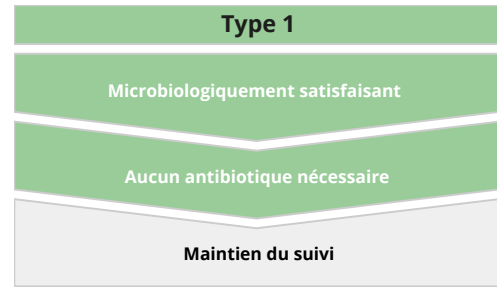 Type 1
Microbiologiquement satisfaisant
Aucun antibiotique nécessaire
Maintien du suivi